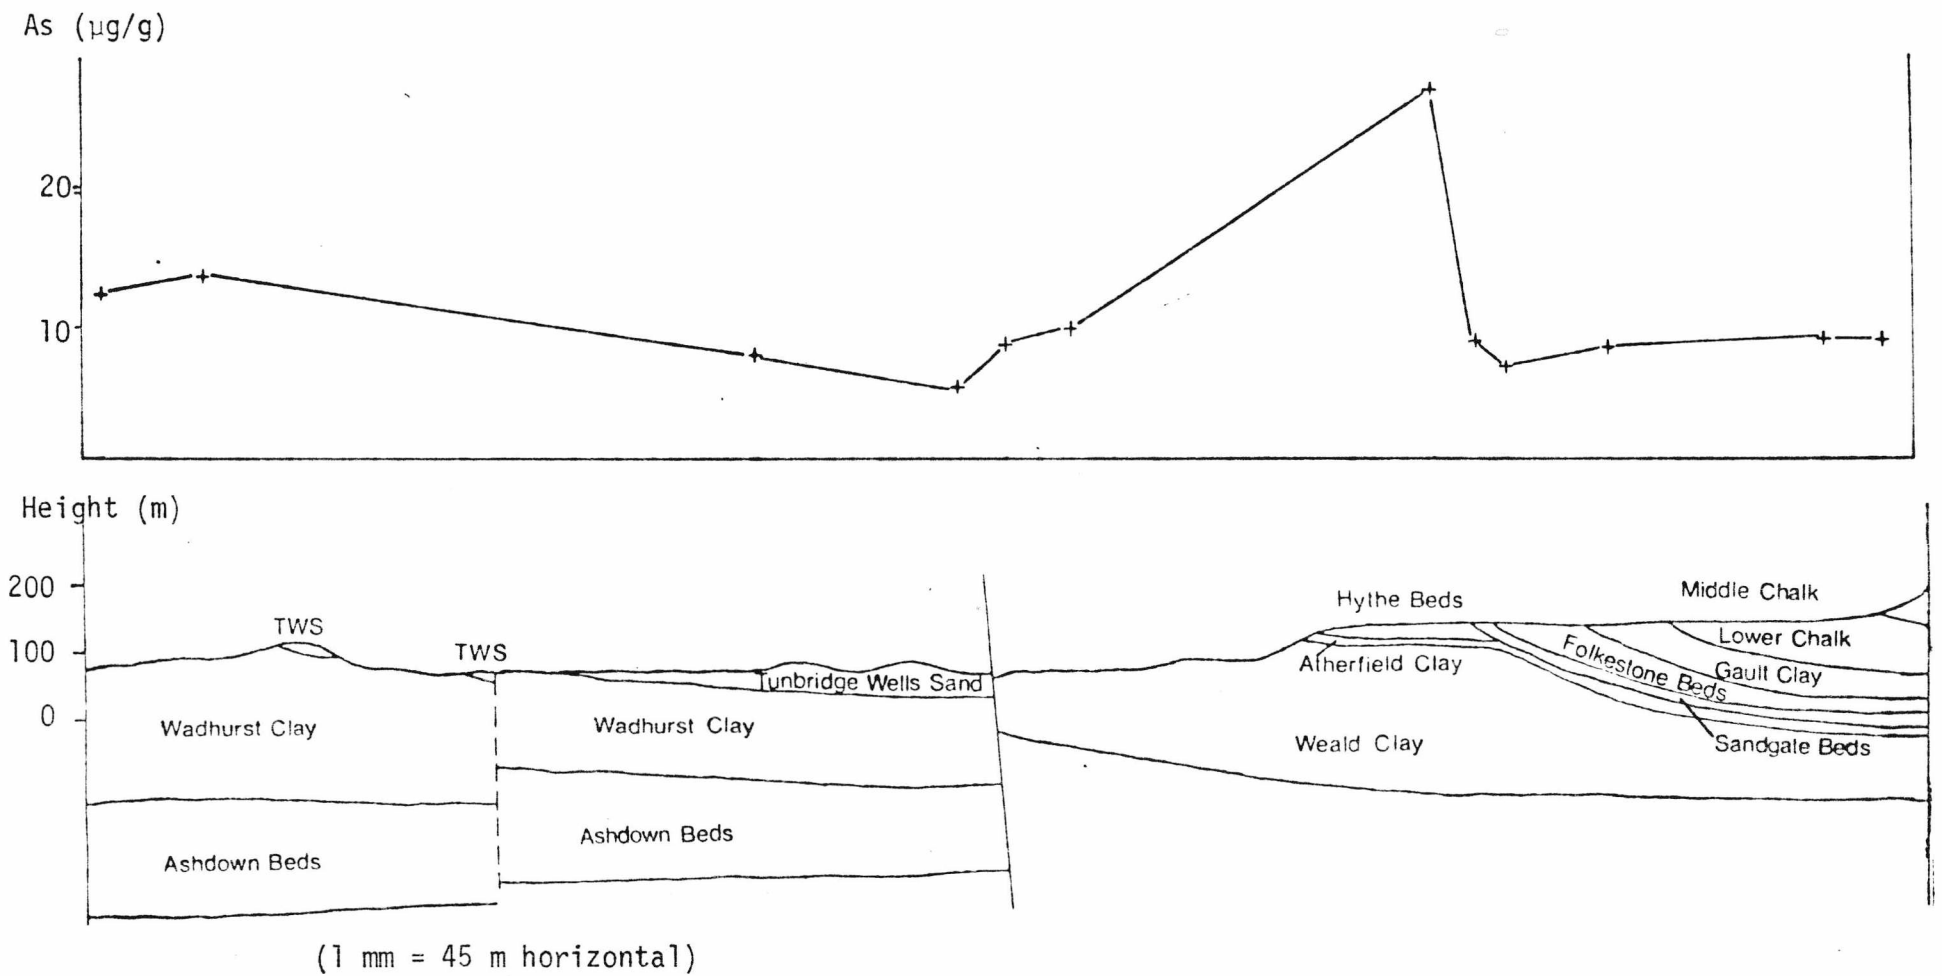 As (µg/g)
20
10
Height (m)
200
100
0
TWS
TWS
Hythe Beds
Middle Chalk
Lower Chalk
Folkestone Beds
Gault Clay
Atherfield Clay
unbridge Wells Sand
Wadhurst Clay
Wadhurst Clay
Weald Clay
Sandgate Beds
Ashdown Beds
Ashdown Beds
(1 mm = 45 m horizontal)